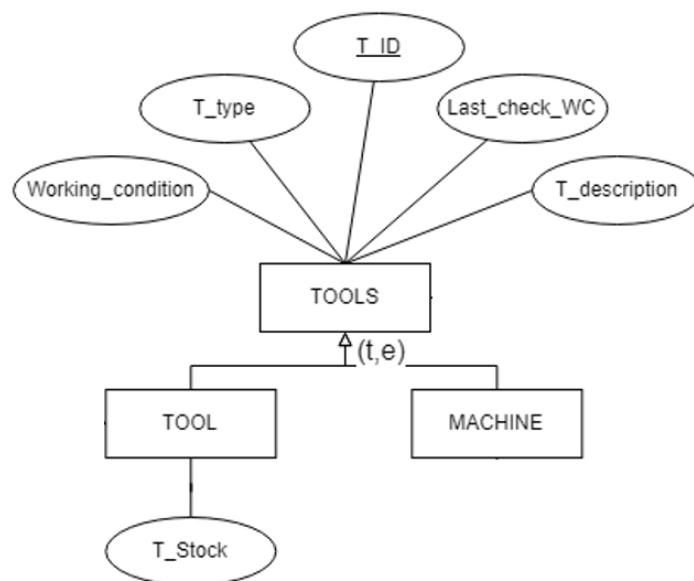 T_ID
T_type
Last_check_WC
Working_condition
T_description
TOOLS
(t,e)
TOOL
MACHINE
T_Stock